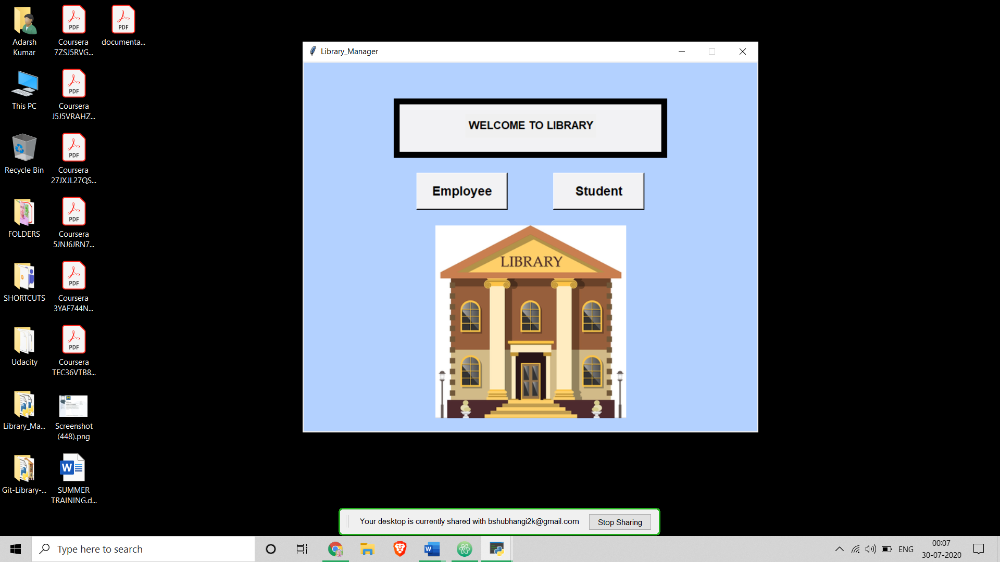 Adarsh
Kumar
Coursera
7ZSJ5RVG...
documenta...
This PC
Coursera
J5J5VRAHZ...
Recycle Bin
Coursera
27JXJL27QS...
FOLDERS
Coursera
5JNJ6JRN7...
SHORTCUTS
Coursera
3YAF744N...
Udacity
Coursera
TEC36VTB8...
Library_Ma...
Screenshot
(448).png
Git-Library-...
SUMMER
TRAINING.d...
PDF
PDF
PDF
PDF
PDF
PDF
PDF
W
Library_Manager
WELCOME TO LIBRARY
Employee
Student
LIBRARY
Your desktop is currently shared with bshubhangi2k@gmail.com
Stop Sharing
Type here to search
W
ENG
00:07
30-07-2020